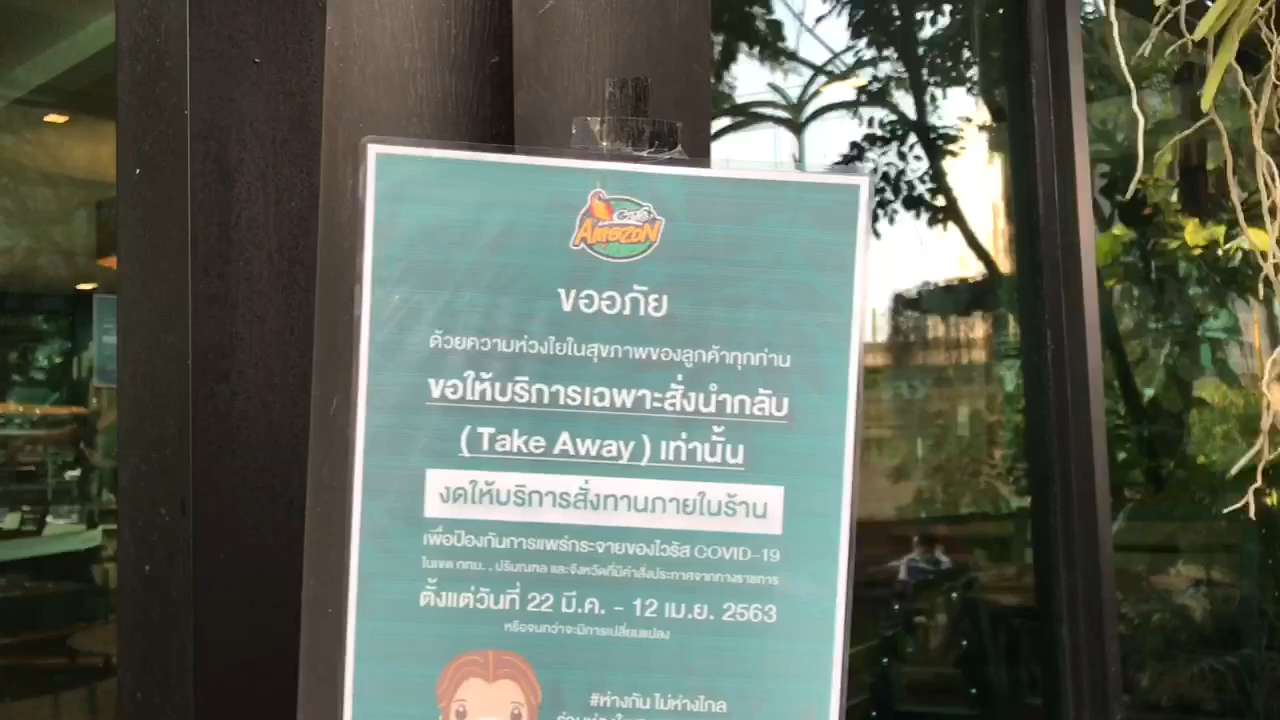 Café
AmazoN
ขออภัย
ด้วยความห่วงใยในสุขภาพของลูกค้าทุกท่าน
ขอให้บริการเฉพาะสั่งนำกลับ
( Take Away ) เท่านั้น
งดให้บริการสั่งทานภายในร้าน
เพื่อป้องกันการแพร่กระจายของไวรัส COVID-19
ในเขต กทม. , ปริมณฑล และจังหวัดที่มีคำสั่งประกาศจากทางราชการ
ตั้งแต่วันที่ 22 มี.ค. - 12 เม.ย. 2563
หรือจนกว่าจะมีการเปลี่ยนแปลง
#ห่างกัน ไม่ห่างไกล